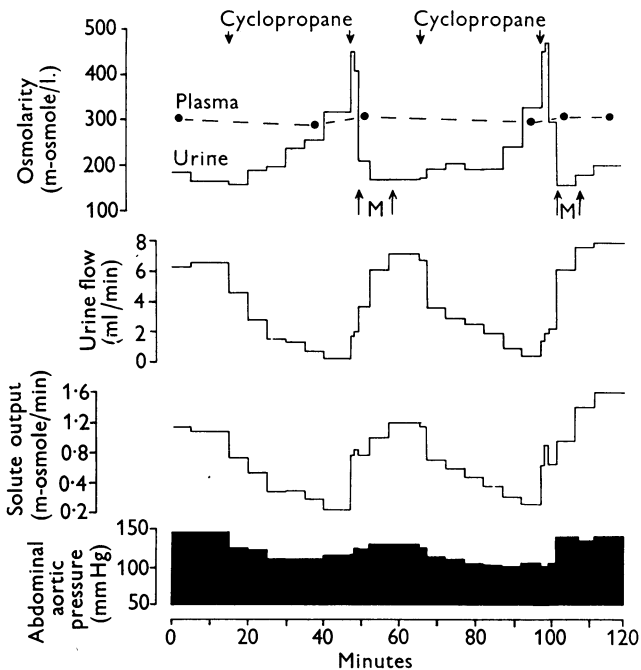 Cyclopropane Cyclopropane
500
400
300
200
100
Osmolarity
(m-osmole/l.)
Plasma
Urine
M M
8
6
4
2
0
Urine flow
(ml/min)
1·6
1·2
0·8
0·4
0·2
Solute output
(m-osmole/min)
150
100
50
Abdominal
aortic
pressure
(mm Hg)
0 20 40 60 80 100 120
Minutes